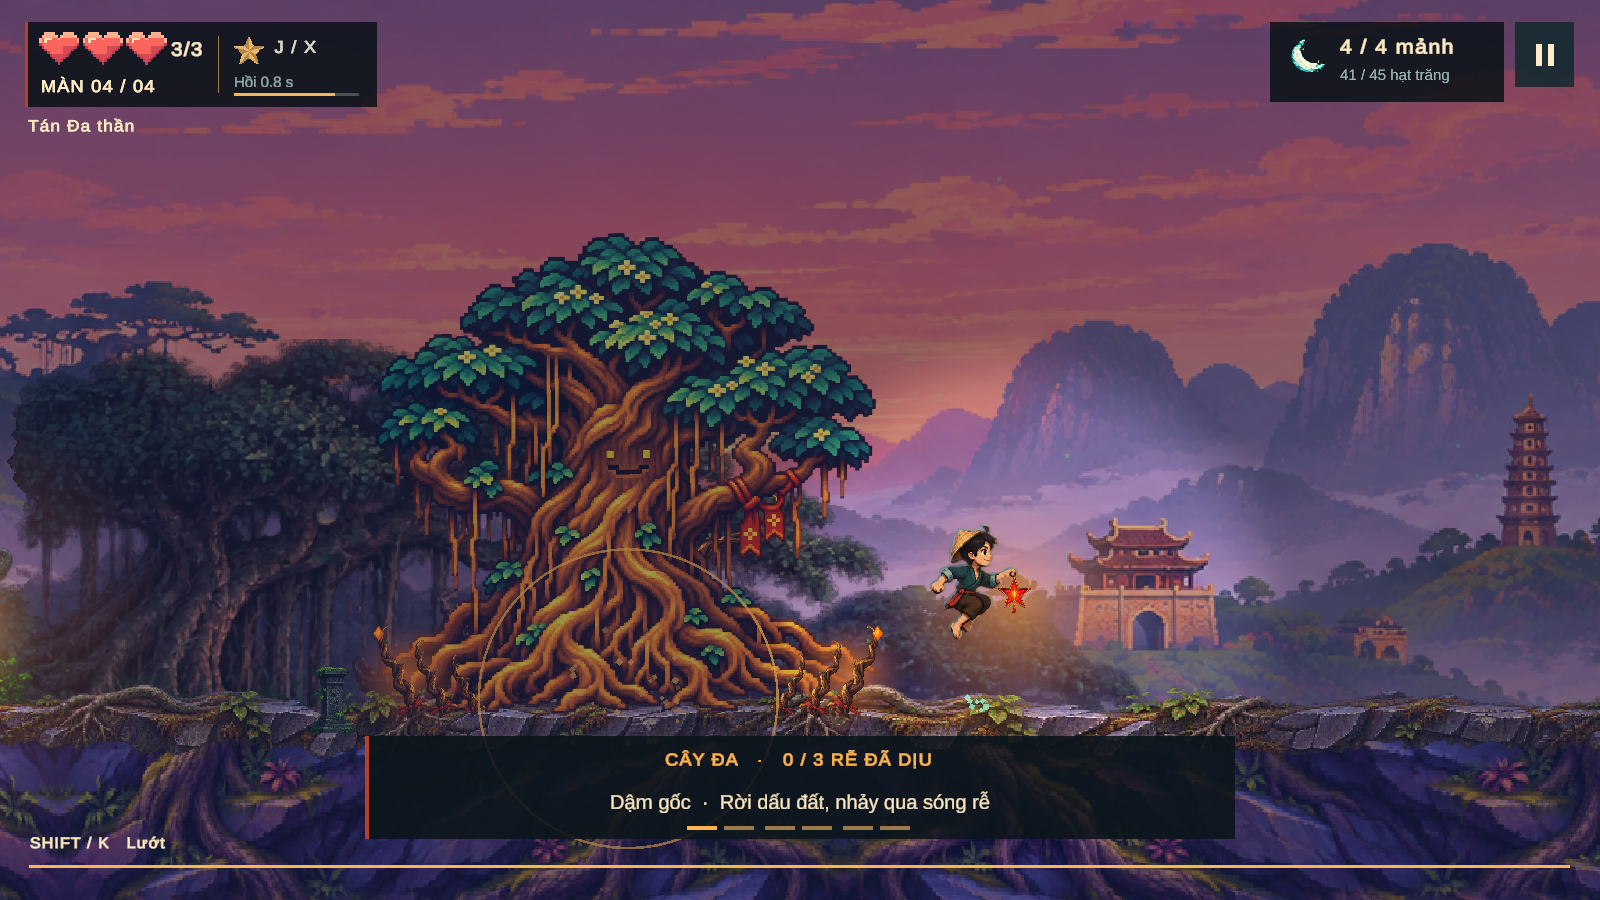 3/3
J / X
Hồi 0.8 s
MÀN 04 / 04
Tán Đa thần
4 / 4 mảnh
41 / 45 hạt trăng
CÂY ĐA · 0 / 3 RỄ ĐÃ DỊU
Dậm gốc · Rời dấu đất, nhảy qua sóng rễ
SHIFT / K Lướt